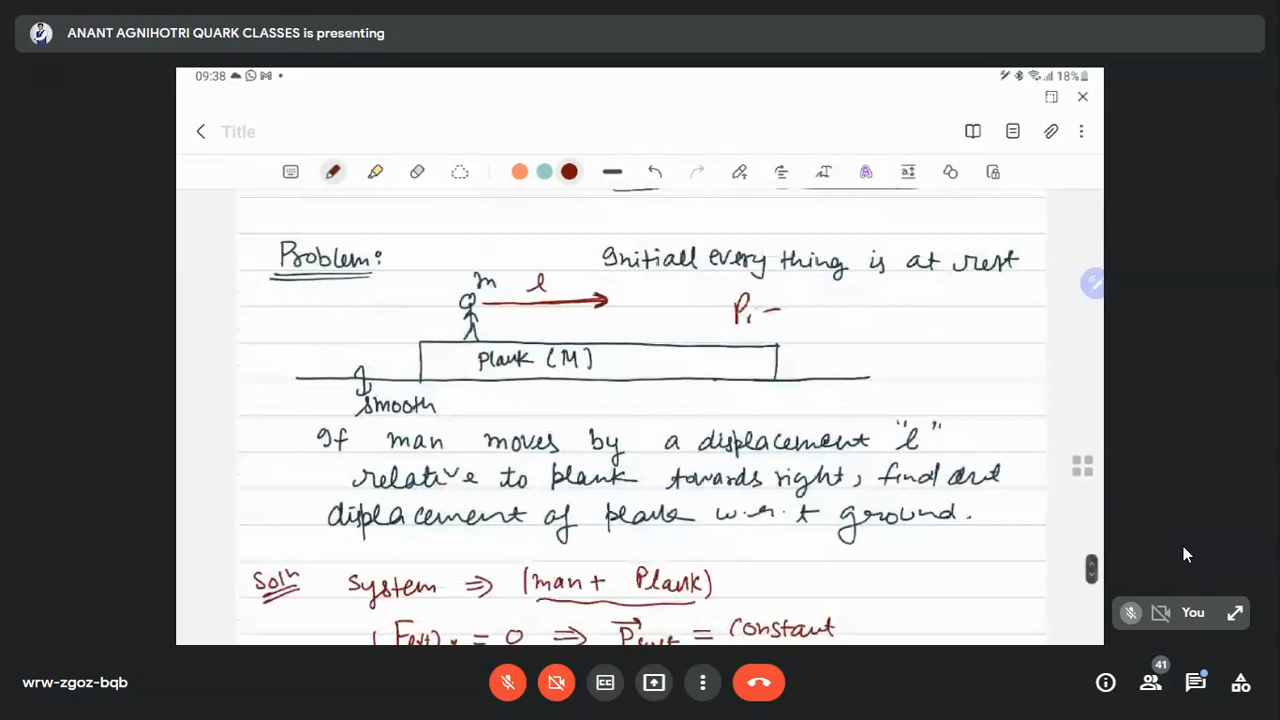 ANANT AGNIHOTRI QUARK CLASSES is presenting
09:38
18%
Title
Problem:
Initiall every thing is at rest
m
l
Pi -
Plank (M)
smooth
If man moves by a displacement "l"
relative to plank towards right, find out
displacement of plank w.r.t ground.
Soln System ⇒ (man + Plank)
(Fext)x = 0 ⇒ P⃗syst = constant
You
wrw-zgoz-bqb
41